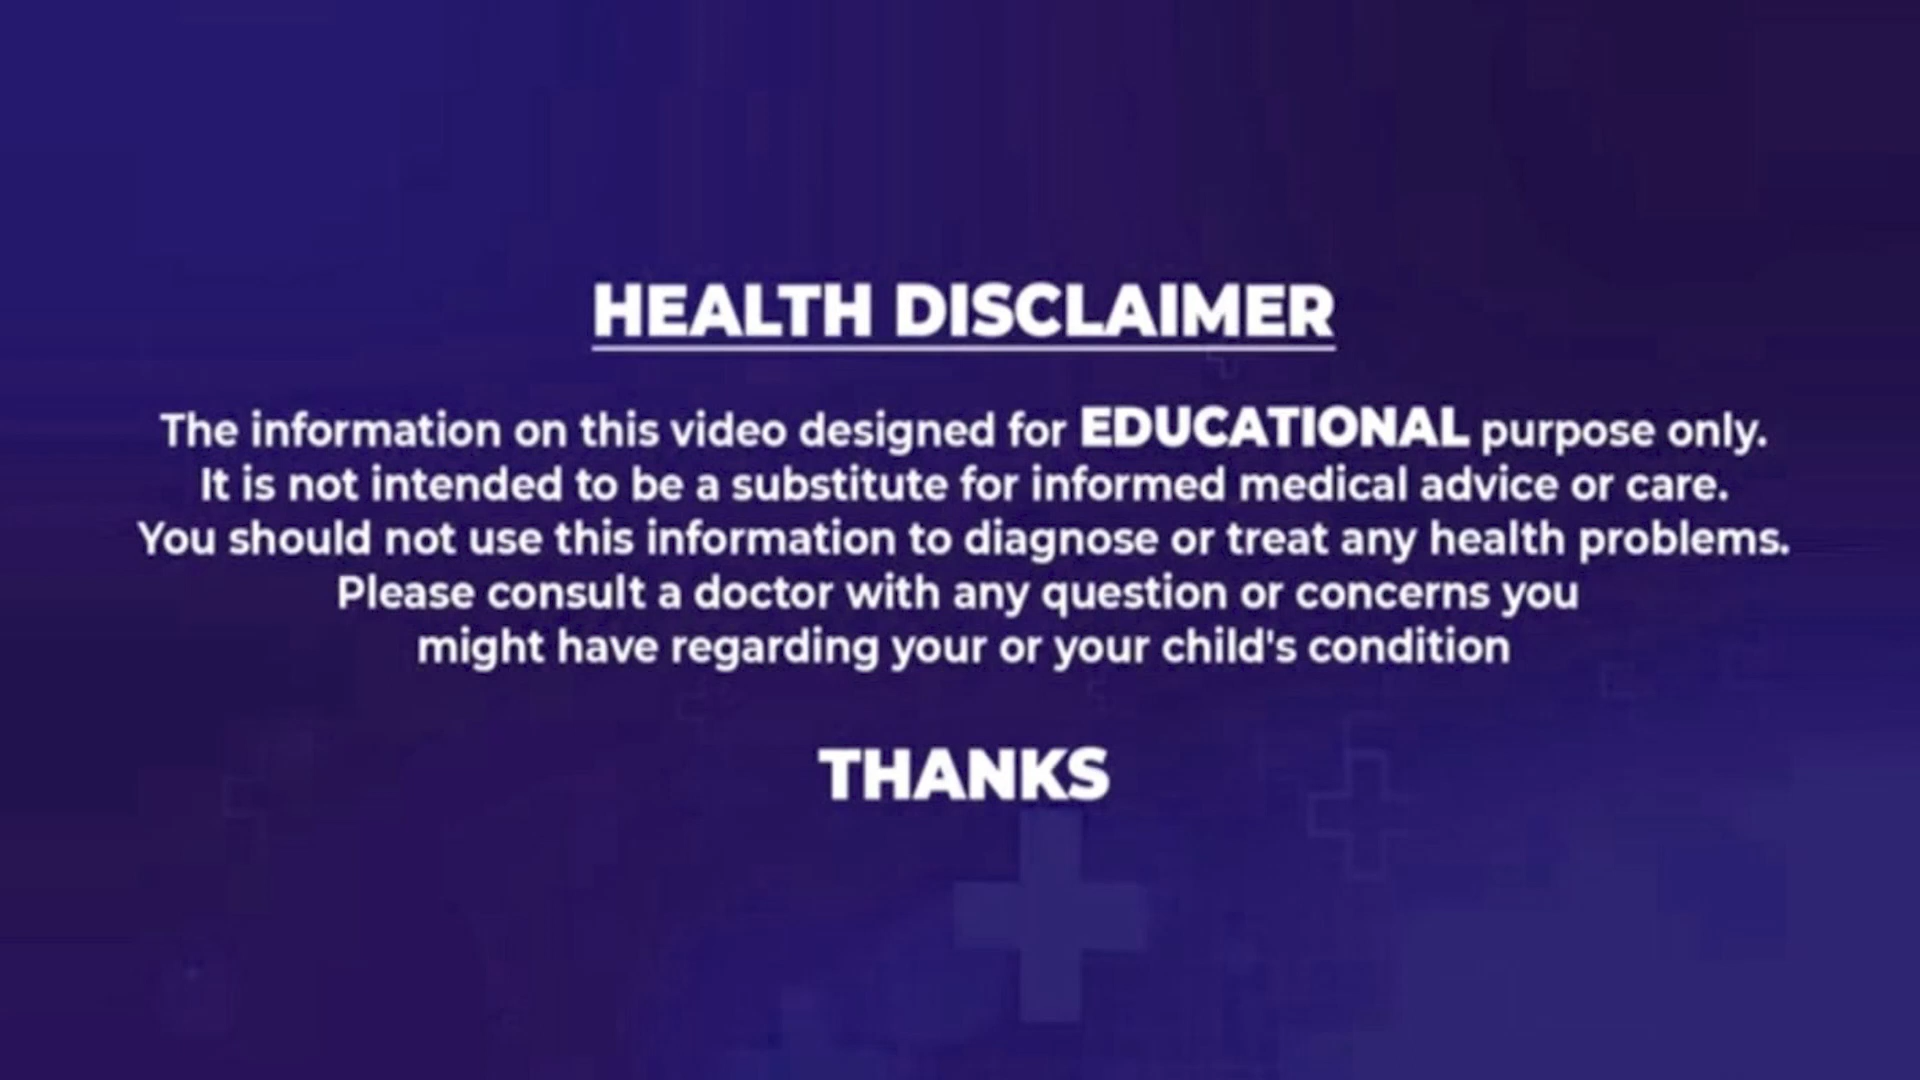 HEALTH DISCLAIMER
The information on this video designed for EDUCATIONAL purpose only.
It is not intended to be a substitute for informed medical advice or care.
You should not use this information to diagnose or treat any health problems.
Please consult a doctor with any question or concerns you
might have regarding your or your child's condition
THANKS